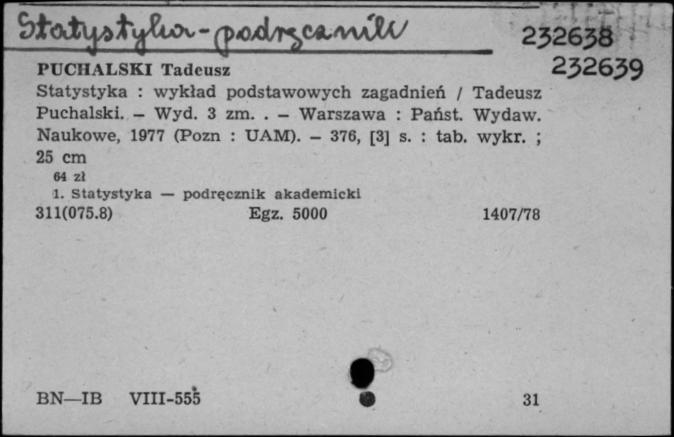 Statystyka - podręcznik
232638
232639
PUCHALSKI Tadeusz
Statystyka : wykład podstawowych zagadnień / Tadeusz
Puchalski. – Wyd. 3 zm. . – Warszawa : Państ. Wydaw.
Naukowe, 1977 (Pozn : UAM). – 376, [3] s. : tab. wykr. ;
25 cm
64 zł
1. Statystyka — podręcznik akademicki
311(075.8) Egz. 5000 1407/78
BN—IB VIII-555 31